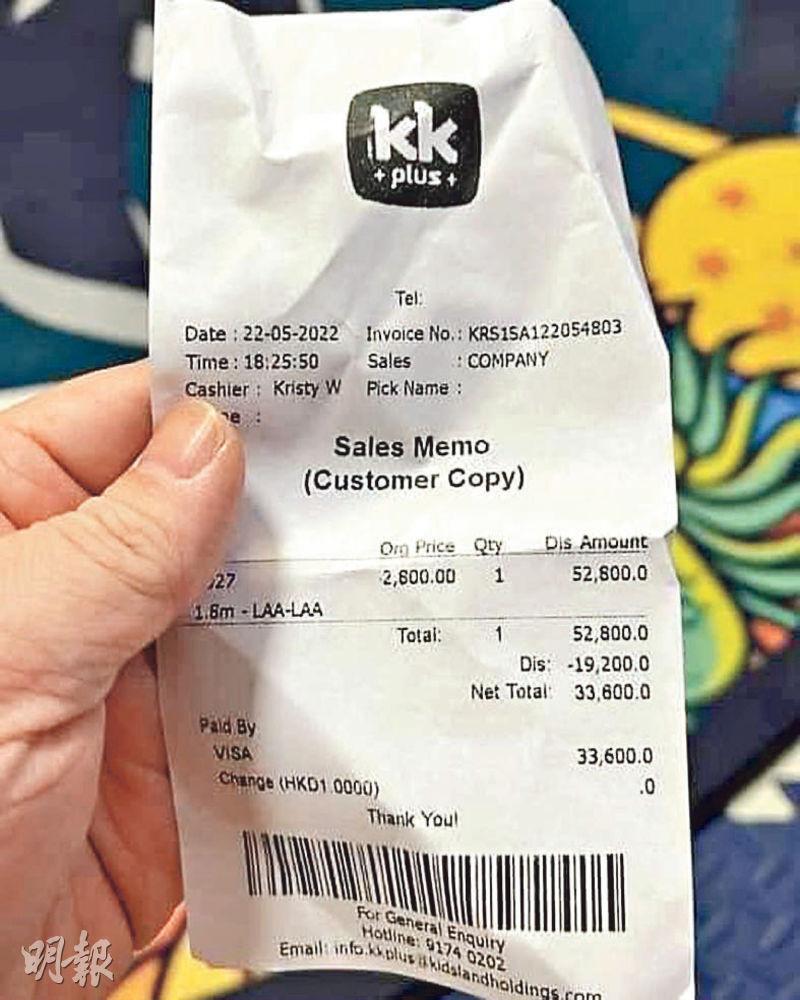 kk
+ plus +
Tel:
Date : 22-05-2022 Invoice No. : KRS1SA122054803
Time : 18:25:50 Sales : COMPANY
Cashier : Kristy W Pick Name :
:
Sales Memo
(Customer Copy)
Org Price Qty Dis Amount
27 2,800.00 1 52,800.0
1.8m - LAA-LAA
Total: 1 52,800.0
Dis: -19,200.0
Net Total: 33,600.0
Paid By
VISA 33,600.0
Change (HKD1.0000) .0
Thank You!
For General Enquiry
Hotline: 9174 0202
Email: info.kkplus@kidslandholdings.com
明報